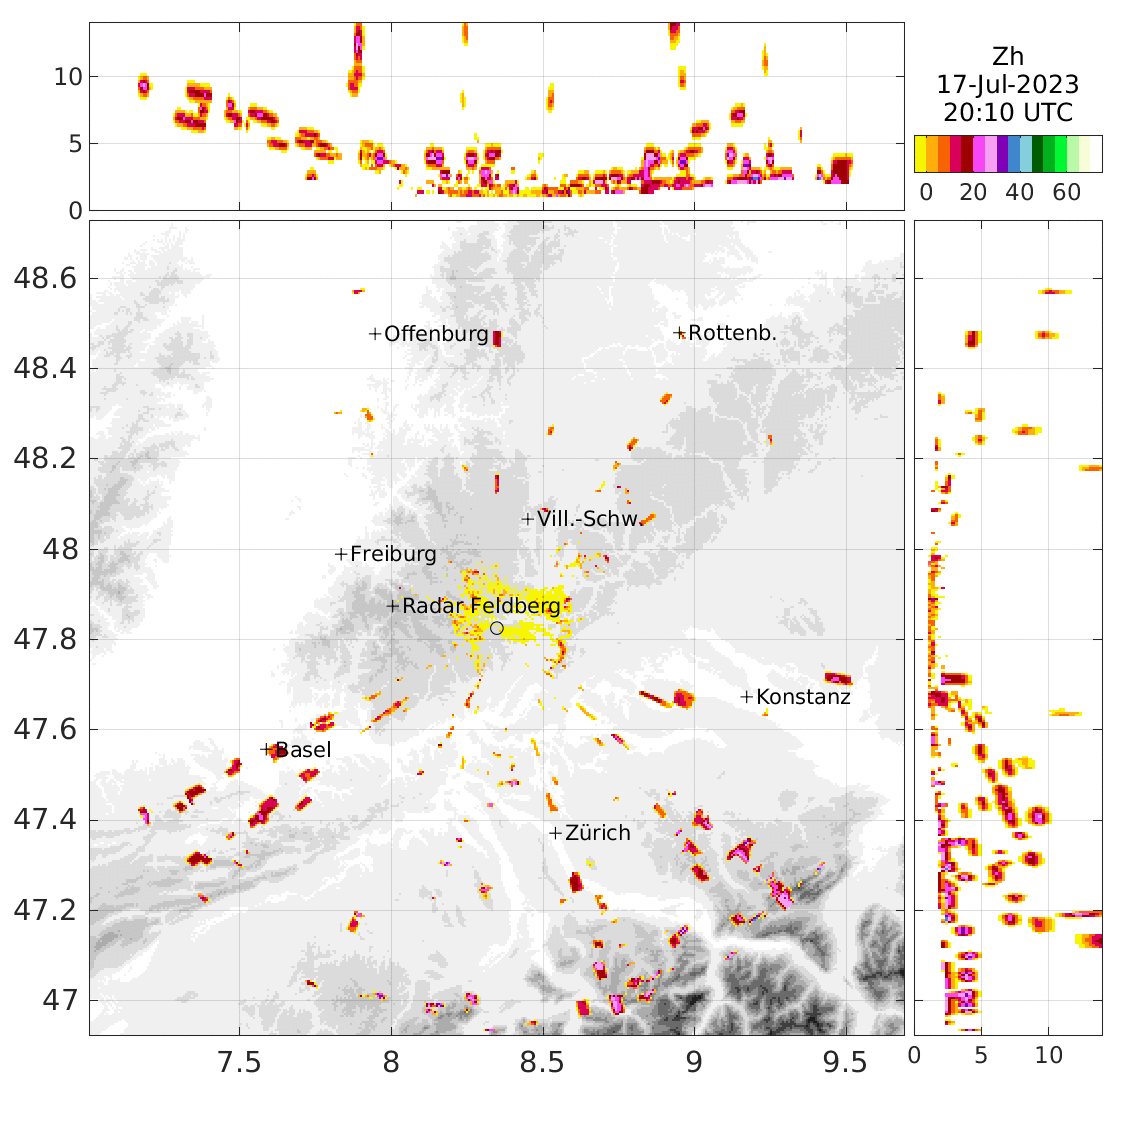 Zh
17-Jul-2023
20:10 UTC
0 20 40 60
10
5
0
48.6
48.4
48.2
48
47.8
47.6
47.4
47.2
47
Offenburg
Rottenb.
Vill.-Schw.
Freiburg
Radar Feldberg
Konstanz
Basel
Zürich
7.5 8 8.5 9 9.5
0 5 10